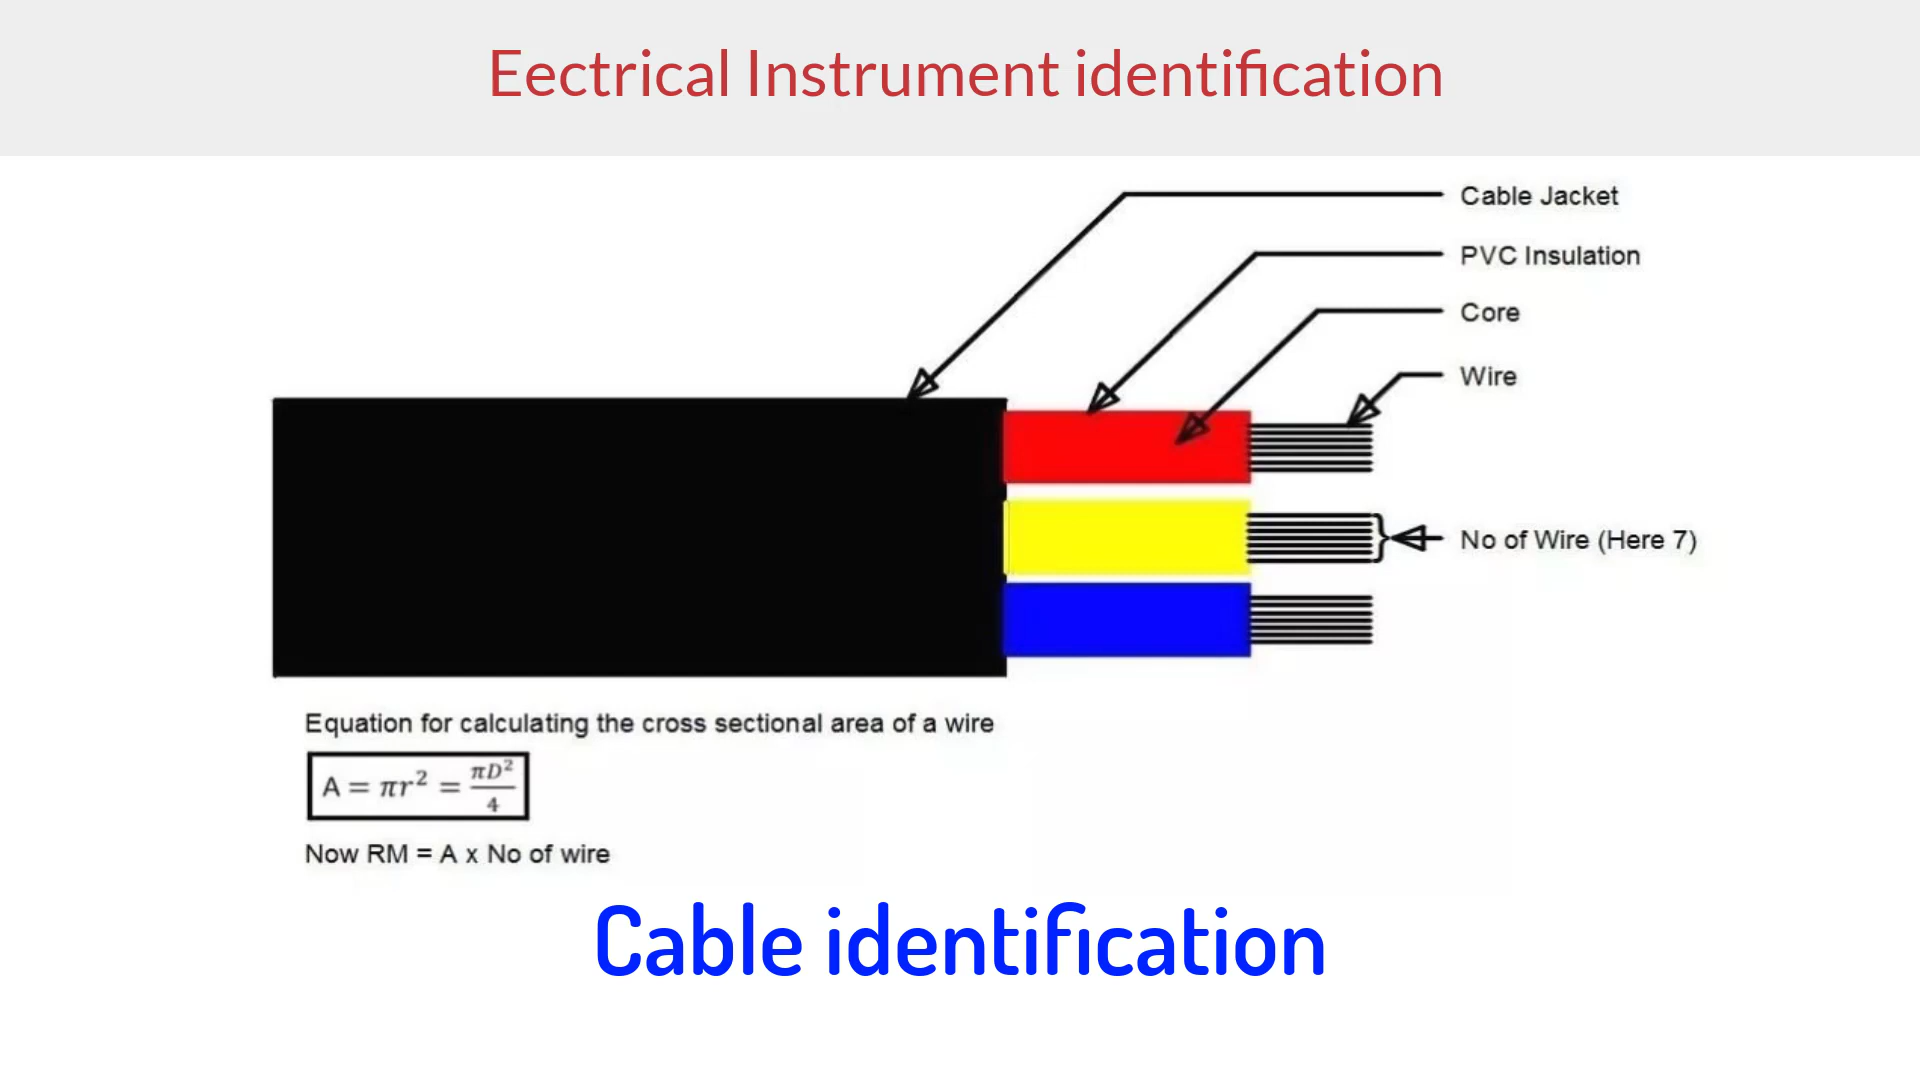 Eectrical Instrument identification
Cable Jacket
PVC Insulation
Core
Wire
No of Wire (Here 7)
Equation for calculating the cross sectional area of a wire
A = πr² = πD²/4
Now RM = A x No of wire
Cable identification